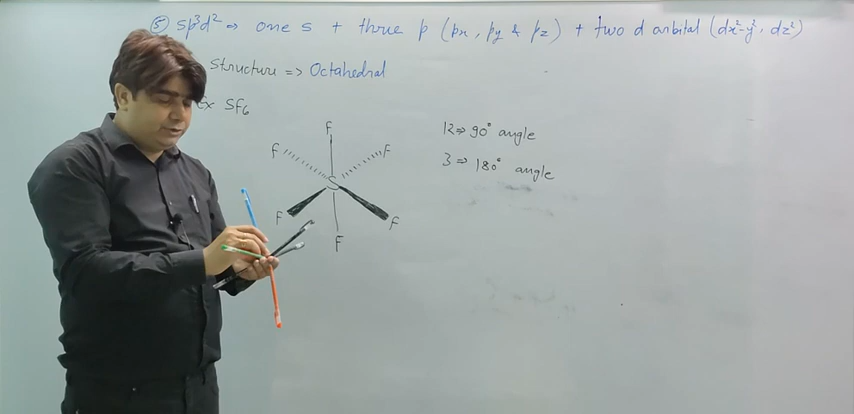 ⑤ sp³d² ⇒ one s + three p (px, py & pz) + two d orbital (dx²-y², dz²)
Structure => Octahedral
Ex SF6
F
F F
S
F F
F
12 => 90° angle
3 => 180° angle